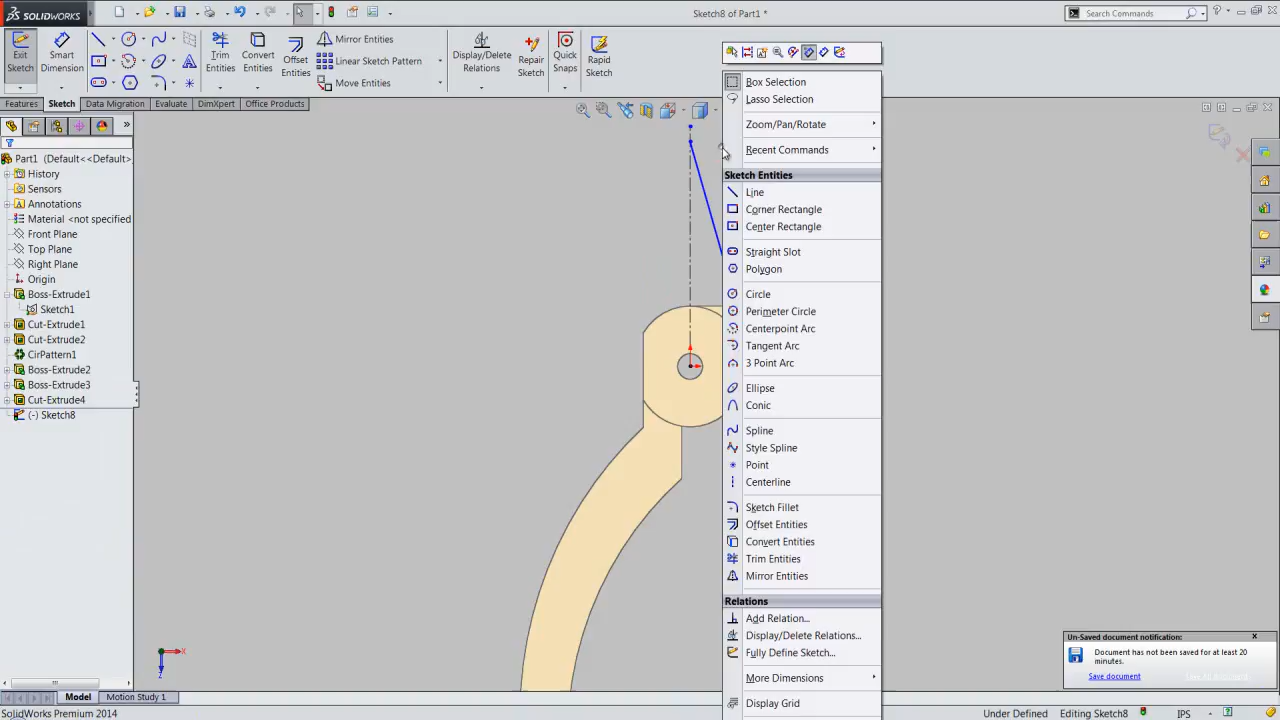 SOLIDWORKS
Sketch8 of Part1 *
Search Commands
Exit Sketch
Smart Dimension
Trim Entities
Convert Entities
Offset Entities
Mirror Entities
Linear Sketch Pattern
Move Entities
Display/Delete Relations
Repair Sketch
Quick Snaps
Rapid Sketch
Features
Sketch
Data Migration
Evaluate
DimXpert
Office Products
Part1 (Default<<Default>
History
Sensors
Annotations
Material <not specified
Front Plane
Top Plane
Right Plane
Origin
Boss-Extrude1
Sketch1
Cut-Extrude1
Cut-Extrude2
CirPattern1
Boss-Extrude2
Boss-Extrude3
Cut-Extrude4
(-) Sketch8
Box Selection
Lasso Selection
Zoom/Pan/Rotate
Recent Commands
Sketch Entities
Line
Corner Rectangle
Center Rectangle
Straight Slot
Polygon
Circle
Perimeter Circle
Centerpoint Arc
Tangent Arc
3 Point Arc
Ellipse
Conic
Spline
Style Spline
Point
Centerline
Sketch Fillet
Offset Entities
Convert Entities
Trim Entities
Mirror Entities
Relations
Add Relation...
Display/Delete Relations...
Fully Define Sketch...
More Dimensions
Display Grid
X
Z
Un-Saved document notification:
Document has not been saved for at least 20
minutes.
Save document
Model
Motion Study 1
SolidWorks Premium 2014
Under Defined
Editing Sketch8
IPS